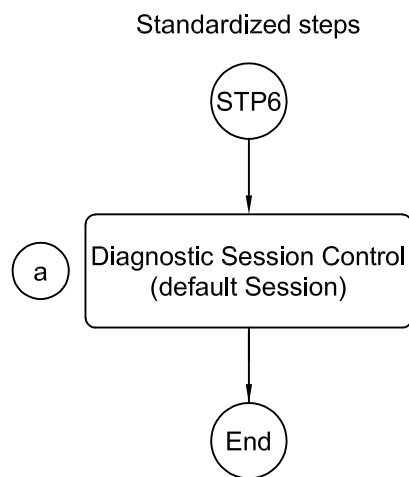 Standardized steps
STP6
a
Diagnostic Session Control
(default Session)
End